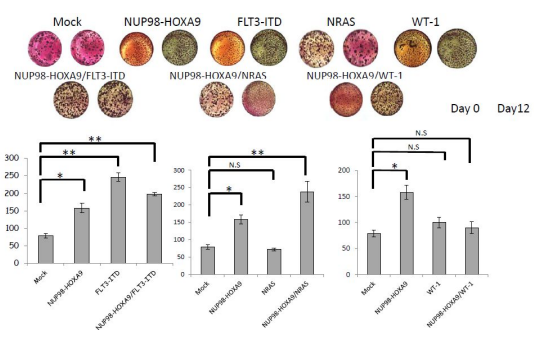 Mock NUP98-HOXA9 FLT3-ITD NRAS WT-1
NUP98-HOXA9/FLT3-ITD NUP98-HOXA9/NRAS NUP98-HOXA9/WT-1
Day 0 Day12
**
**
*
300
250
200
150
100
50
0
Mock
NUP98-HOXA9
FLT3-ITD
NUP98-HOXA9/FLT3-ITD
**
N.S
*
300
250
200
150
100
50
0
Mock
NUP98-HOXA9
NRAS
NUP98-HOXA9/NRAS
N.S
N.S
*
200
150
100
50
0
Mock
NUP98-HOXA9
WT-1
NUP98-HOXA9/WT-1